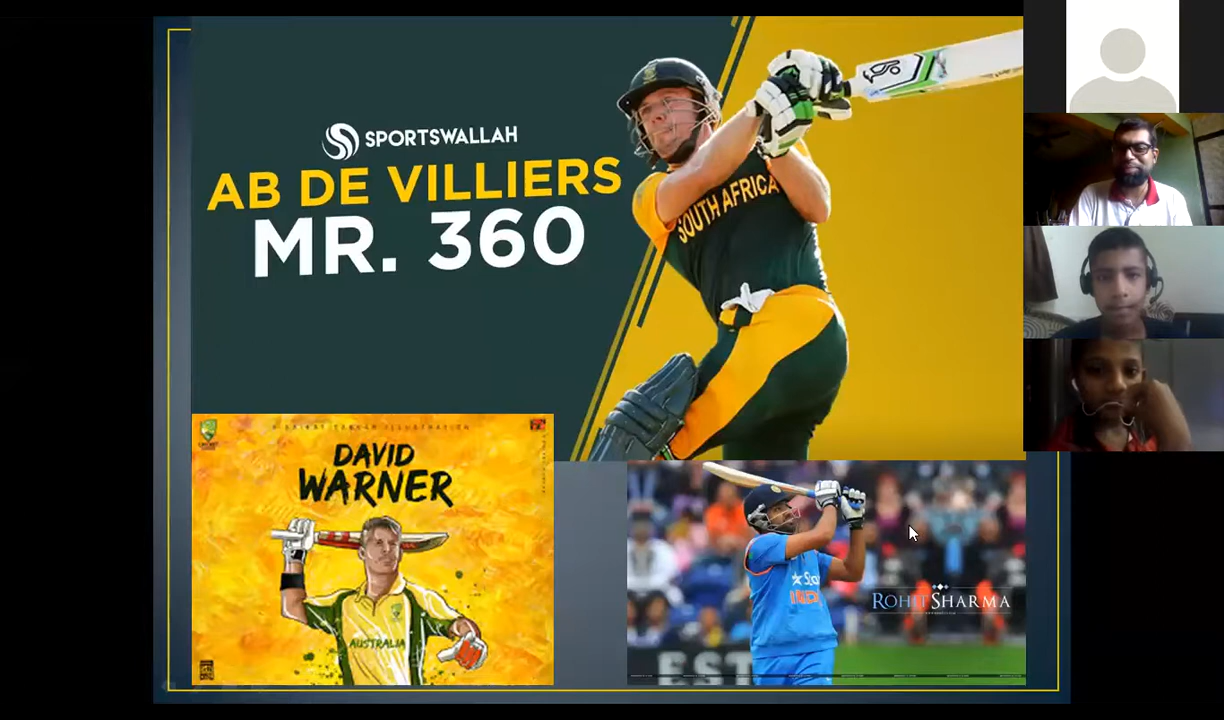 SPORTSWALLAH
AB DE VILLIERS
MR. 360
SOUTH AFRICA
DAVID
WARNER
AUSTRALIA
ROHIT SHARMA